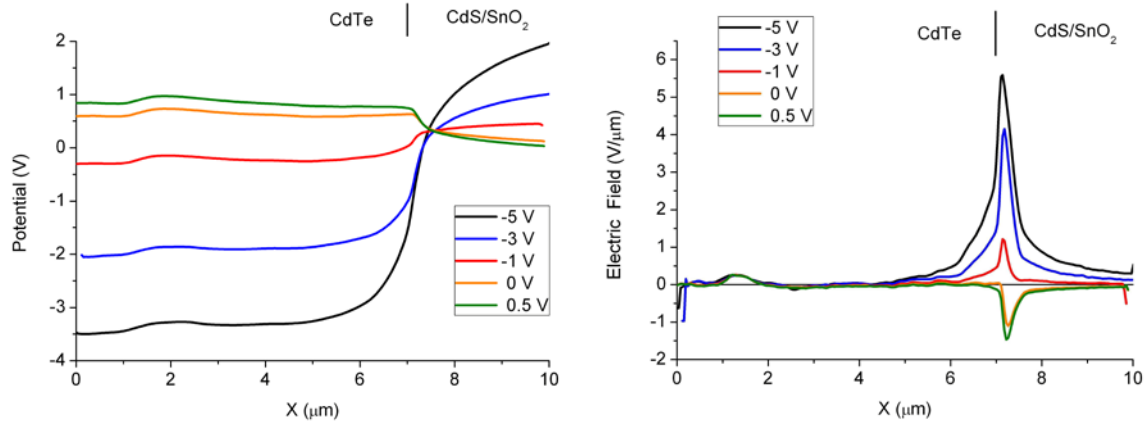 CdTe
CdS/SnO₂
2
1
0
-1
-2
-3
-4
Potential (V)
-5 V
-3 V
-1 V
0 V
0.5 V
0
2
4
6
8
10
X (μm)
CdTe
CdS/SnO₂
-5 V
-3 V
-1 V
0 V
0.5 V
6
5
4
3
2
1
0
-1
-2
Electric Field (V/μm)
0
2
4
6
8
10
X (μm)